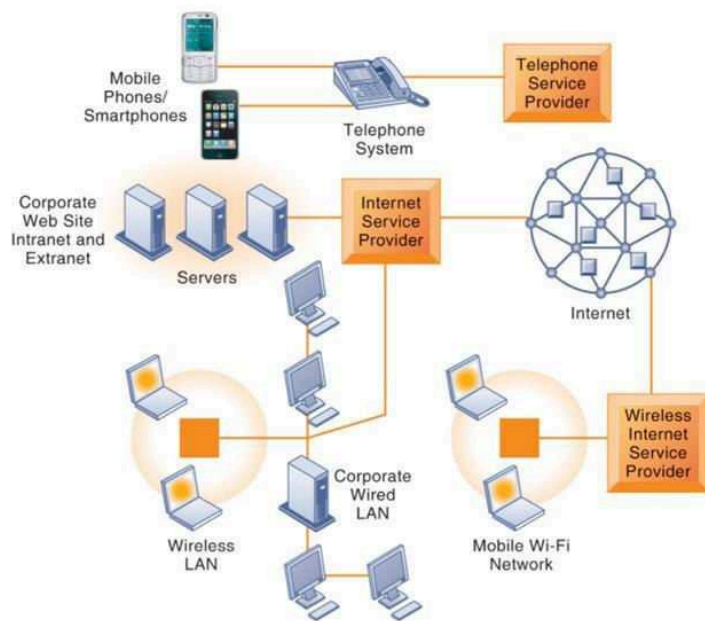 Mobile
Phones/
Smartphones
Telephone
System
Telephone
Service
Provider
Corporate
Web Site
Intranet and
Extranet
Servers
Internet
Service
Provider
Internet
Wireless
LAN
Corporate
Wired
LAN
Mobile Wi-Fi
Network
Wireless
Internet
Service
Provider